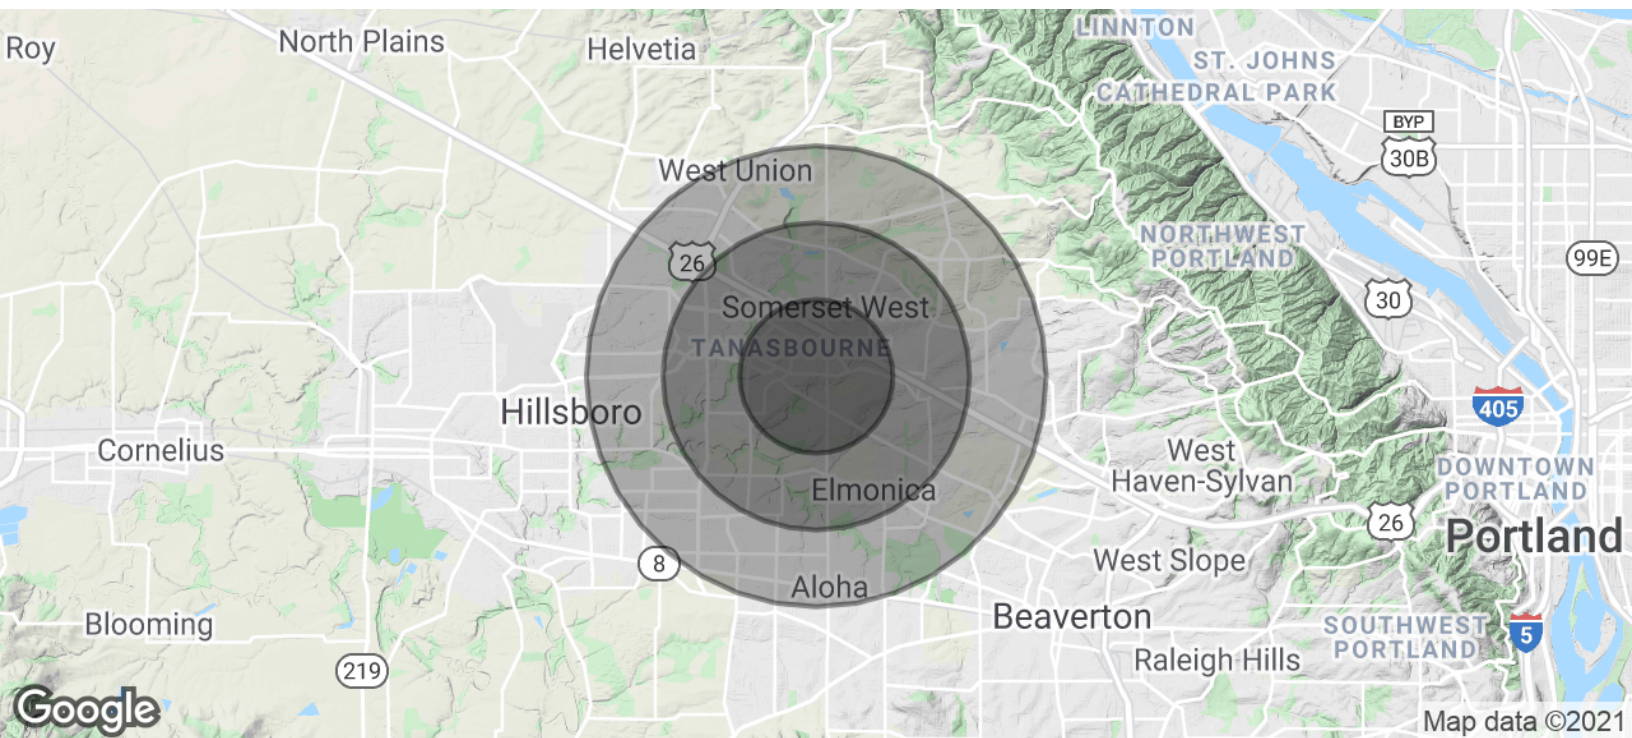 LINNTON
Roy
North Plains
Helvetia
ST. JOHNS
CATHEDRAL PARK
BYP
30B
West Union
NORTHWEST
PORTLAND
99E
26
30
Somerset West
TANASBOURNE
Hillsboro
405
Cornelius
West
Haven-Sylvan
DOWNTOWN
PORTLAND
Elmonica
26
Portland
8
West Slope
Aloha
Beaverton
Blooming
SOUTHWEST
PORTLAND
5
Raleigh Hills
219
Google
Map data ©2021